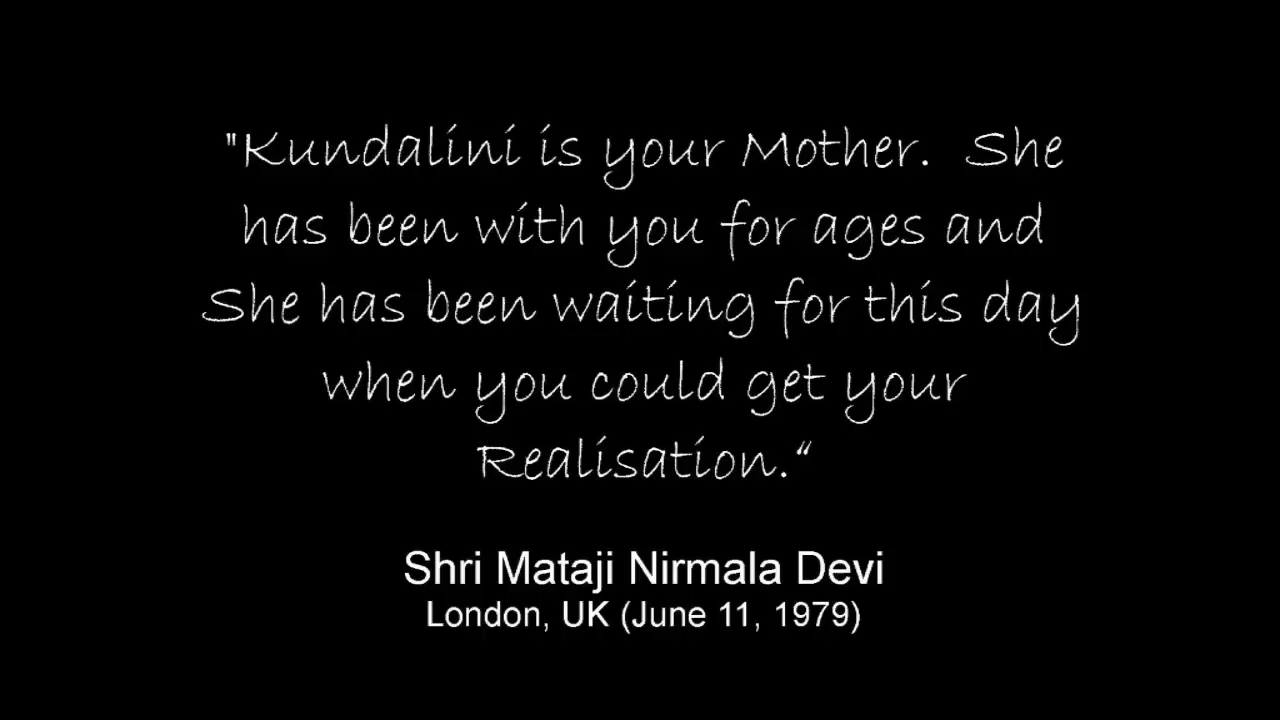 "Kundalini is your Mother. She
has been with you for ages and
She has been waiting for this day
when you could get your
Realisation.“
Shri Mataji Nirmala Devi
London, UK (June 11, 1979)